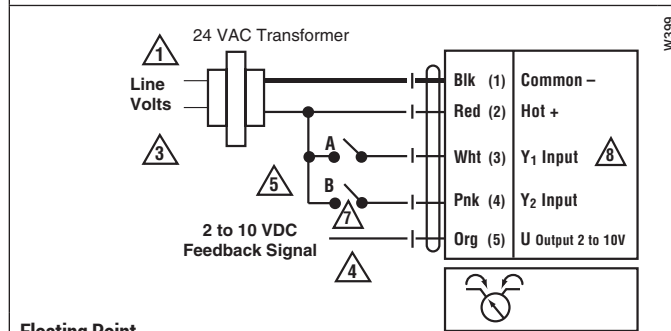 W399
24 VAC Transformer
1
Line
Volts
3
Blk (1) Common –
Red (2) Hot +
A
Wht (3) Y1 Input 8
5
B
7
Pnk (4) Y2 Input
2 to 10 VDC
Feedback Signal
4
Org (5) U Output 2 to 10V
Floating Point